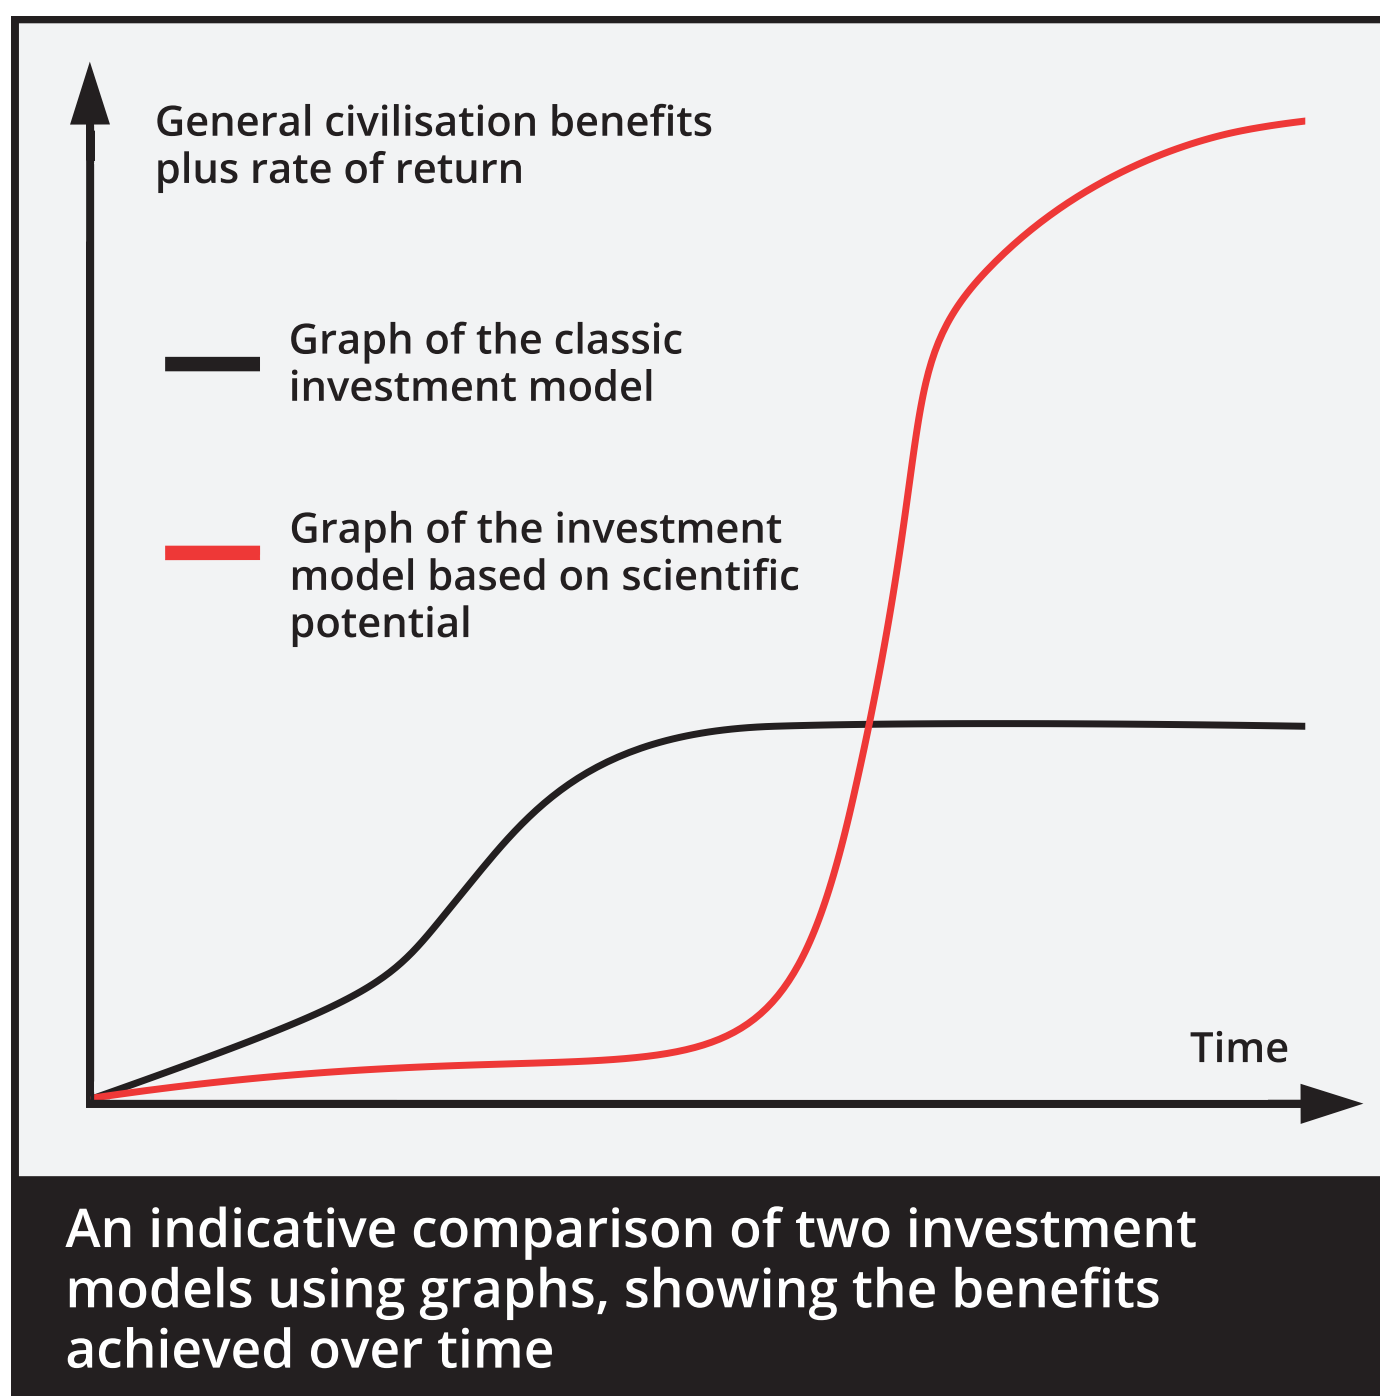 General civilisation benefits
plus rate of return
Graph of the classic
investment model
Graph of the investment
model based on scientific
potential
Time
An indicative comparison of two investment
models using graphs, showing the benefits
achieved over time